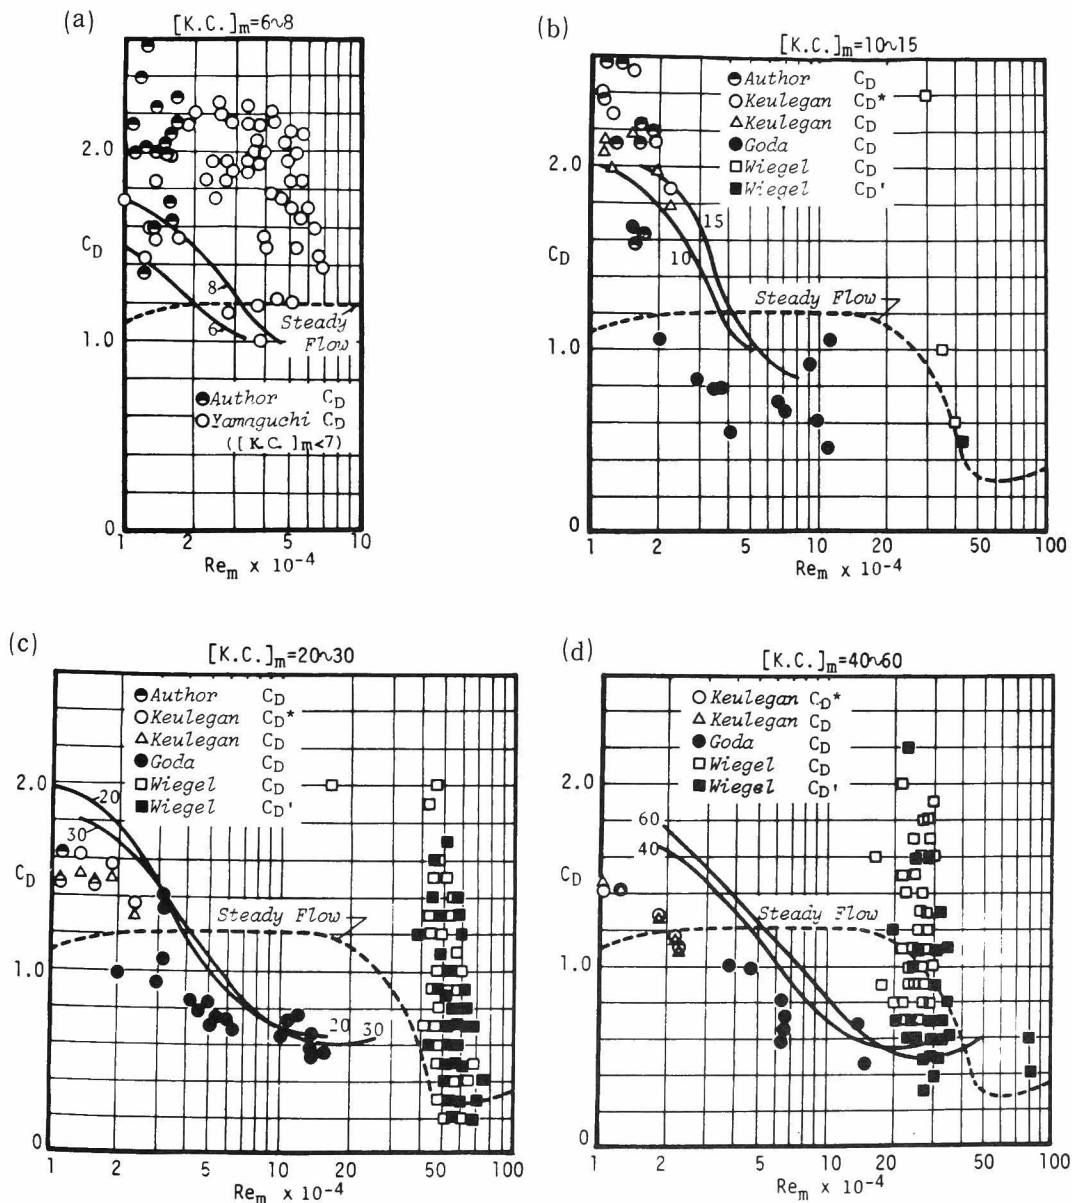 (a)
[K.C.]m=6~8
2.0
CD
1.0
0
8
6
Steady
Flow
Author CD
Yamaguchi CD
([K.C.]m<7)
1 2 5 10
Rem x 10-4
(b)
[K.C.]m=10~15
Author CD
Keulegan CD*
Keulegan CD
Goda CD
Wiegel CD
Wiegel CD'
2.0
CD
1.0
0
15
10
Steady Flow
1 2 5 10 20 50 100
Rem x 10-4
(c)
[K.C.]m=20~30
Author CD
Keulegan CD*
Keulegan CD
Goda CD
Wiegel CD
Wiegel CD'
2.0
CD
1.0
0
20
30
Steady Flow
20 30
1 2 5 10 20 50 100
Rem x 10-4
(d)
[K.C.]m=40~60
Keulegan CD*
Keulegan CD
Goda CD
Wiegel CD
Wiegel CD'
2.0
CD
1.0
0
60
40
Steady Flow
1 2 5 10 20 50 100
Rem x 10-4